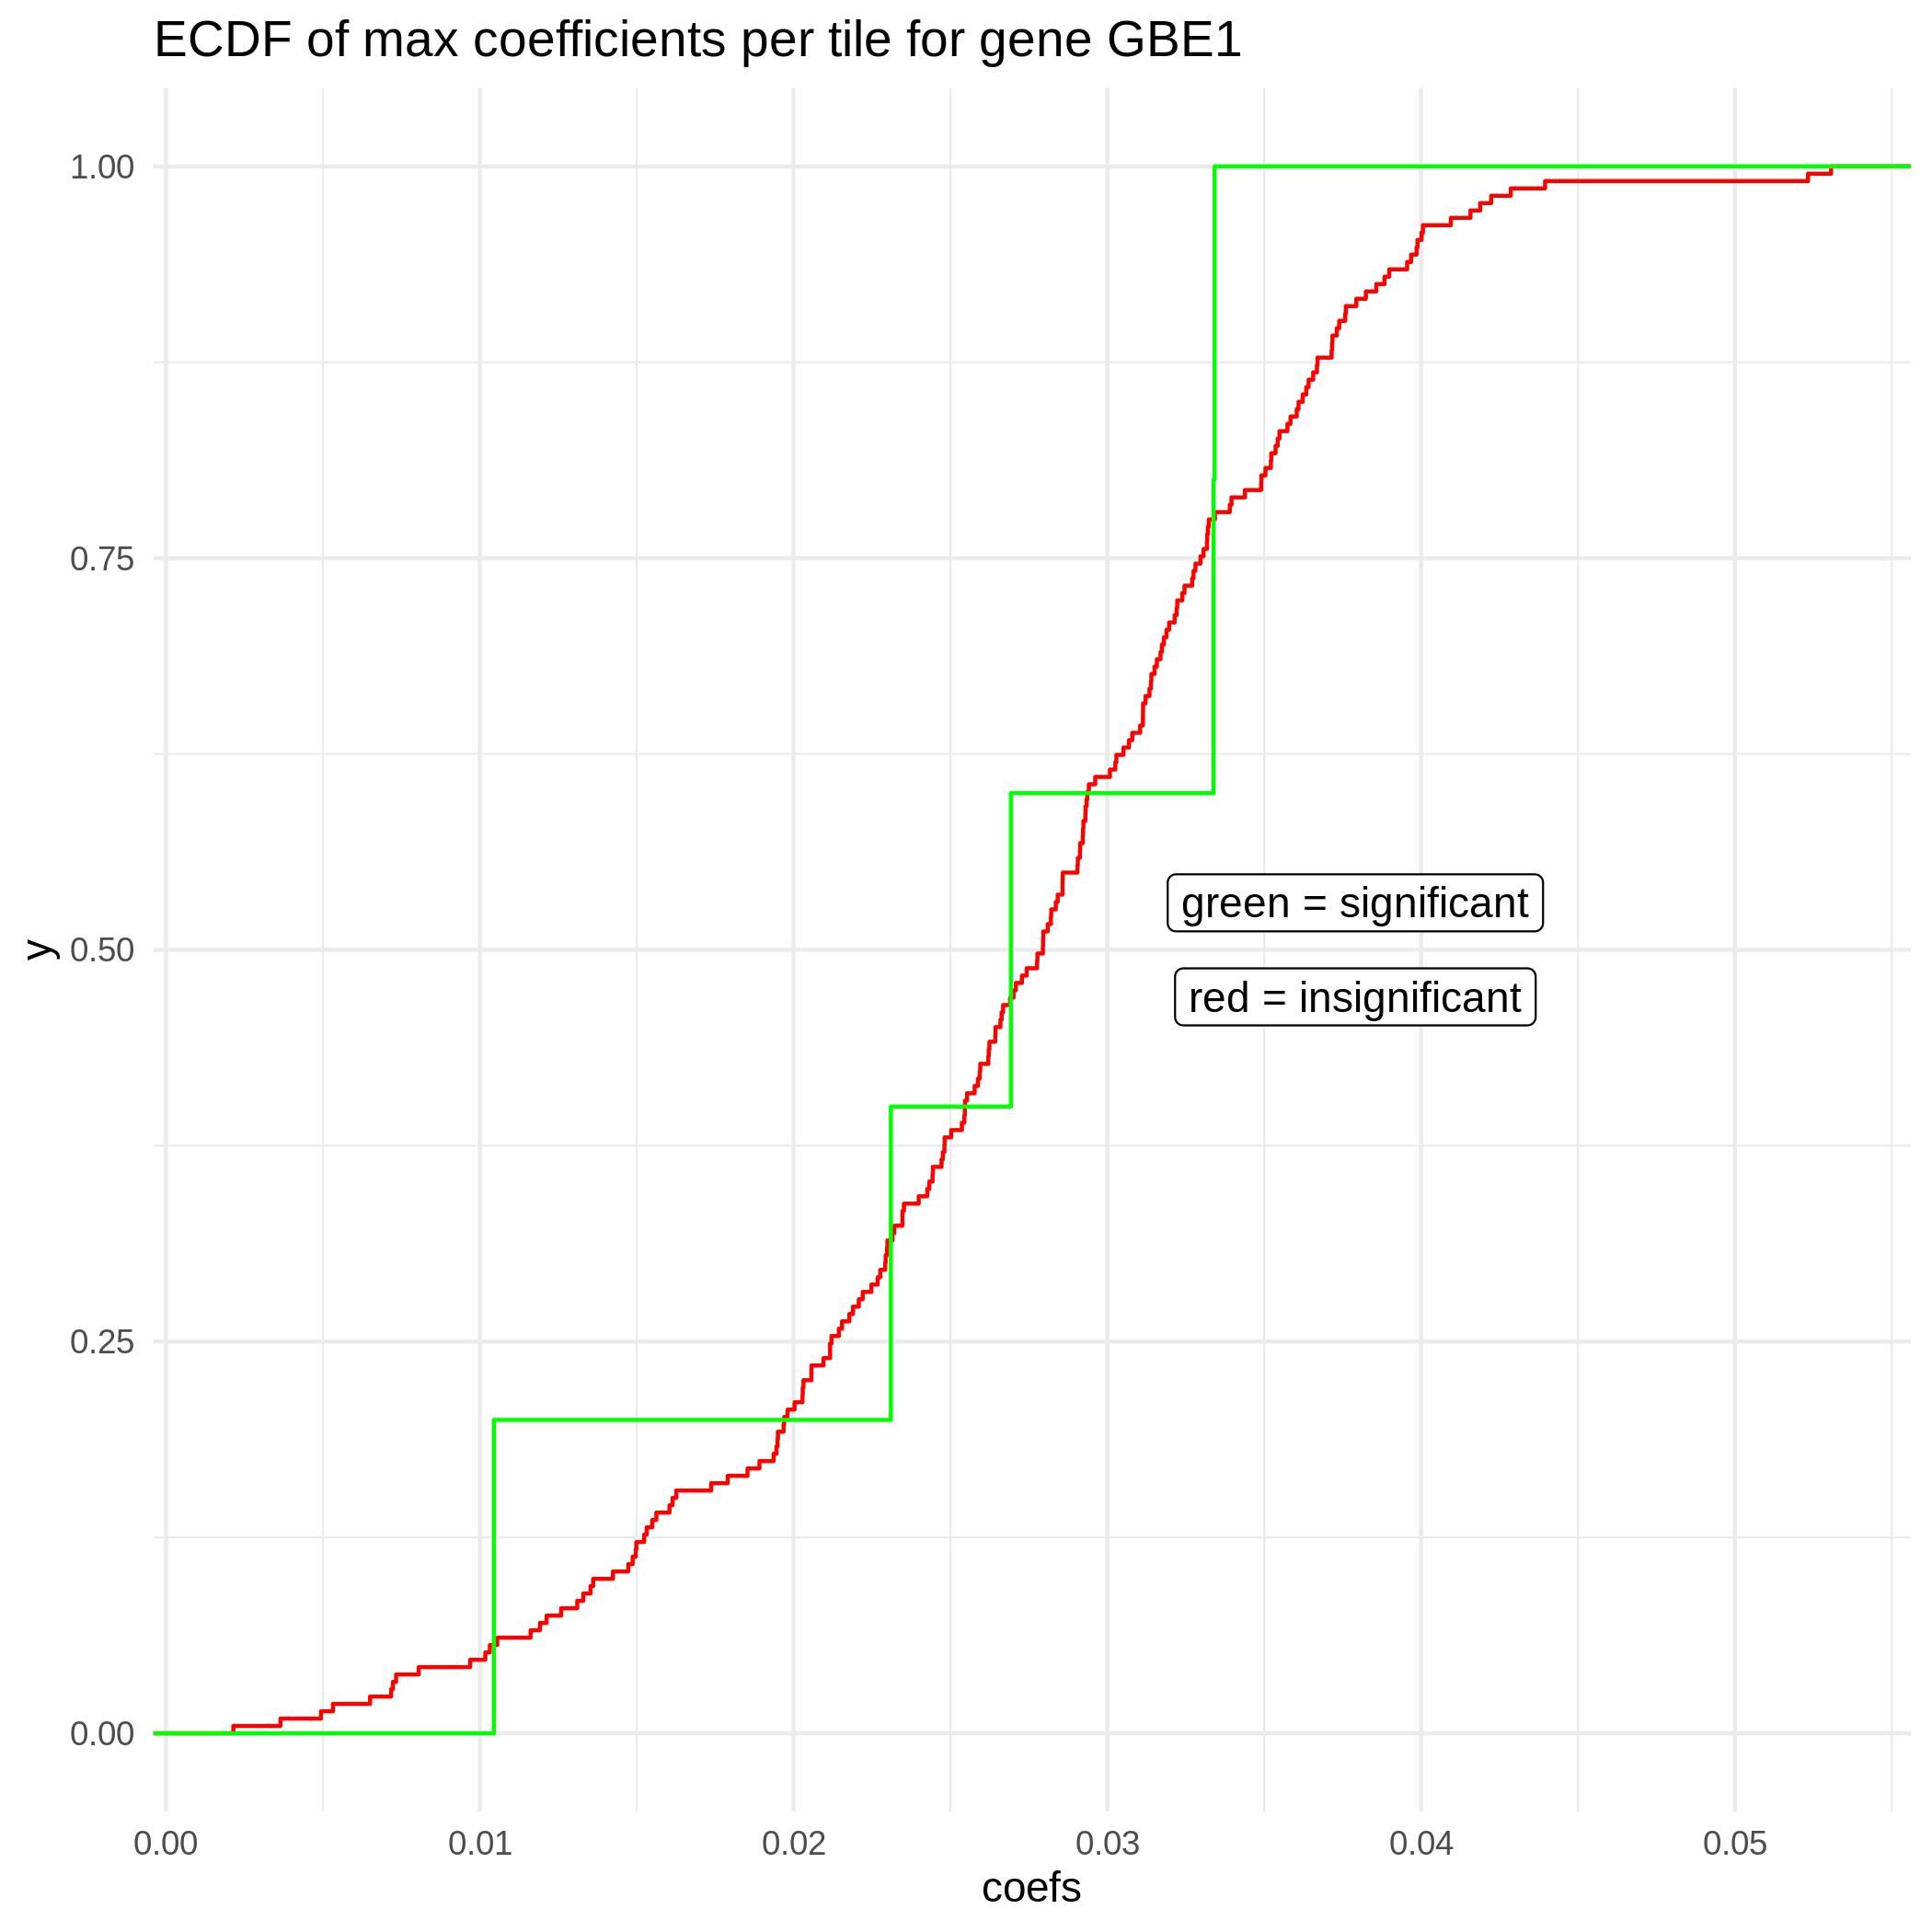 ECDF of max coefficients per tile for gene GBE1
1.00
0.75
0.50
0.25
0.00
y
green = significant
red = insignificant
0.00 0.01 0.02 0.03 0.04 0.05
coefs